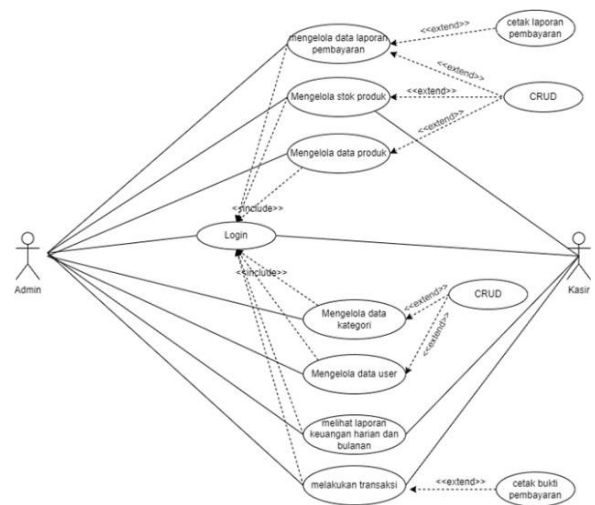 cetak laporan
pembayaran
<<extend>>
mengelola data laporan
pembayaran
<<extend>>
Mengelola stok produk
<<extend>>
CRUD
<<extend>>
Mengelola data produk
<<include>>
Login
Admin
Kasir
<<include>>
Mengelola data
kategori
<<extend>>
CRUD
<<extend>>
Mengelola data user
melihat laporan
keuangan harian dan
bulanan
melakukan transaksi
<<extend>>
cetak bukti
pembayaran